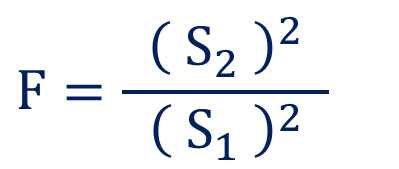 F = ( S₂ )² / ( S₁ )²